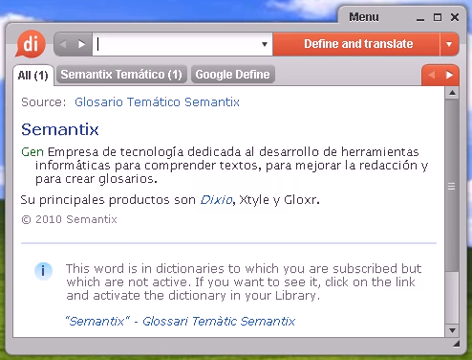 Menu
di
Define and translate
All (1)
Semantix Temático (1)
Google Define
Source: Glosario Temático Semantix
Semantix
Gen Empresa de tecnología dedicada al desarrollo de herramientas
informáticas para comprender textos, para mejorar la redacción y
para crear glosarios.
Su principales productos son Dixio, Xtyle y Gloxr.
© 2010 Semantix
i
This word is in dictionaries to which you are subscribed but
which are not active. If you want to see it, click on the link
and activate the dictionary in your Library.
"Semantix" - Glossari Temàtic Semantix